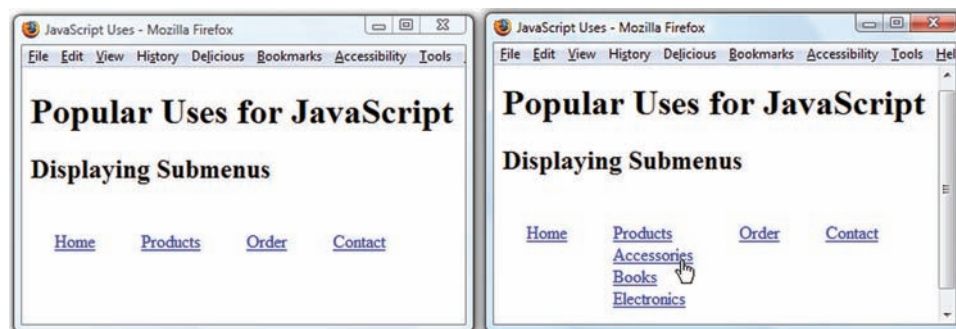 JavaScript Uses - Mozilla Firefox
File Edit View History Delicious Bookmarks Accessibility Tools
Popular Uses for JavaScript
Displaying Submenus
Home Products Order Contact
JavaScript Uses - Mozilla Firefox
File Edit View History Delicious Bookmarks Accessibility Tools Hel
Popular Uses for JavaScript
Displaying Submenus
Home Products Order Contact
Accessories
Books
Electronics